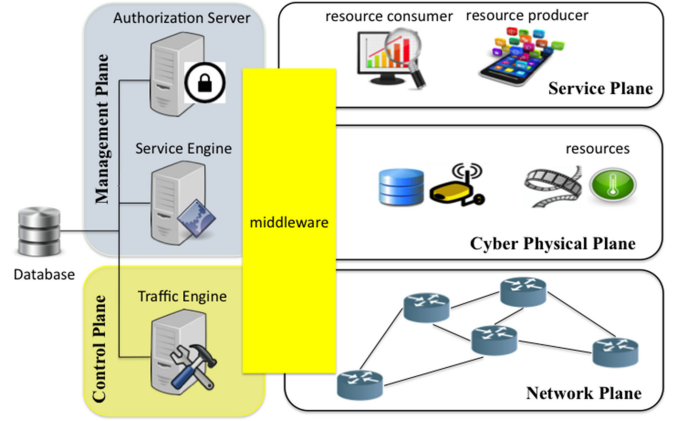 Authorization Server
resource consumer
resource producer
Service Plane
Management Plane
Service Engine
middleware
resources
Cyber Physical Plane
Database
Control Plane
Traffic Engine
Network Plane